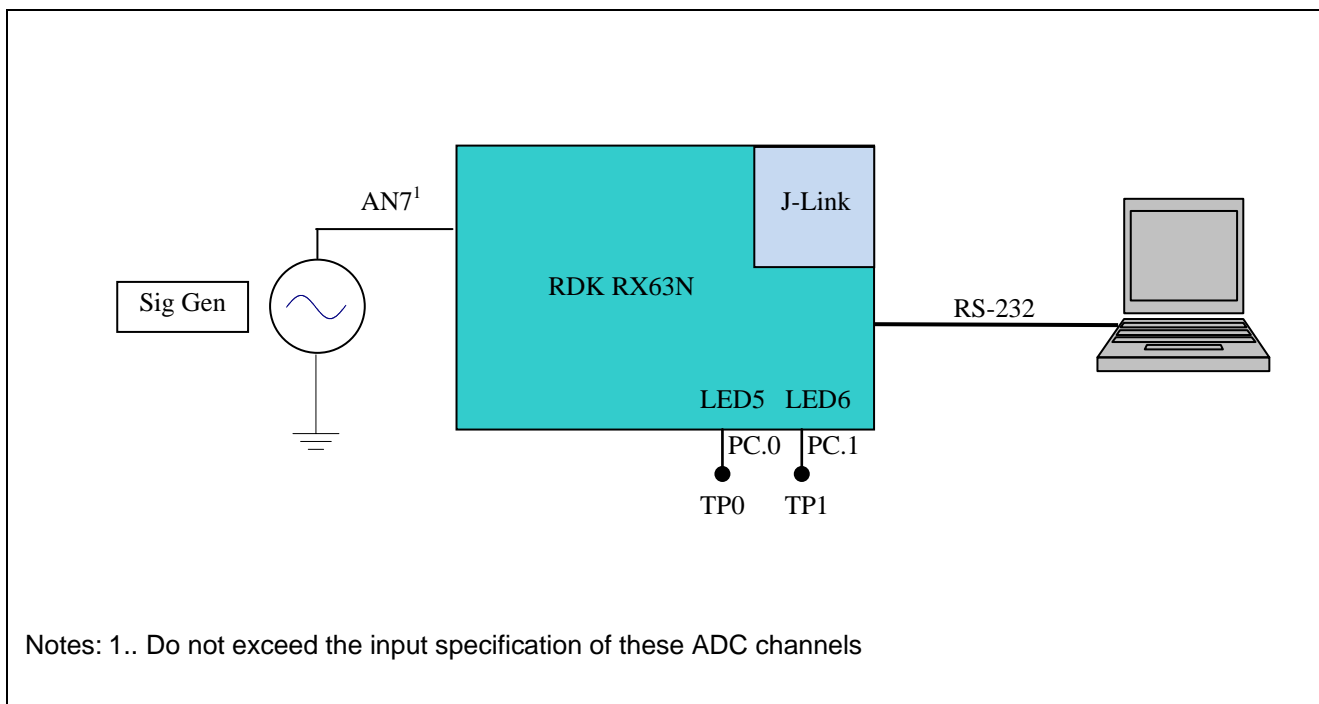 AN7¹
J-Link
Sig Gen
RDK RX63N
RS-232
LED5 LED6
PC.0 PC.1
TP0 TP1
Notes: 1.. Do not exceed the input specification of these ADC channels